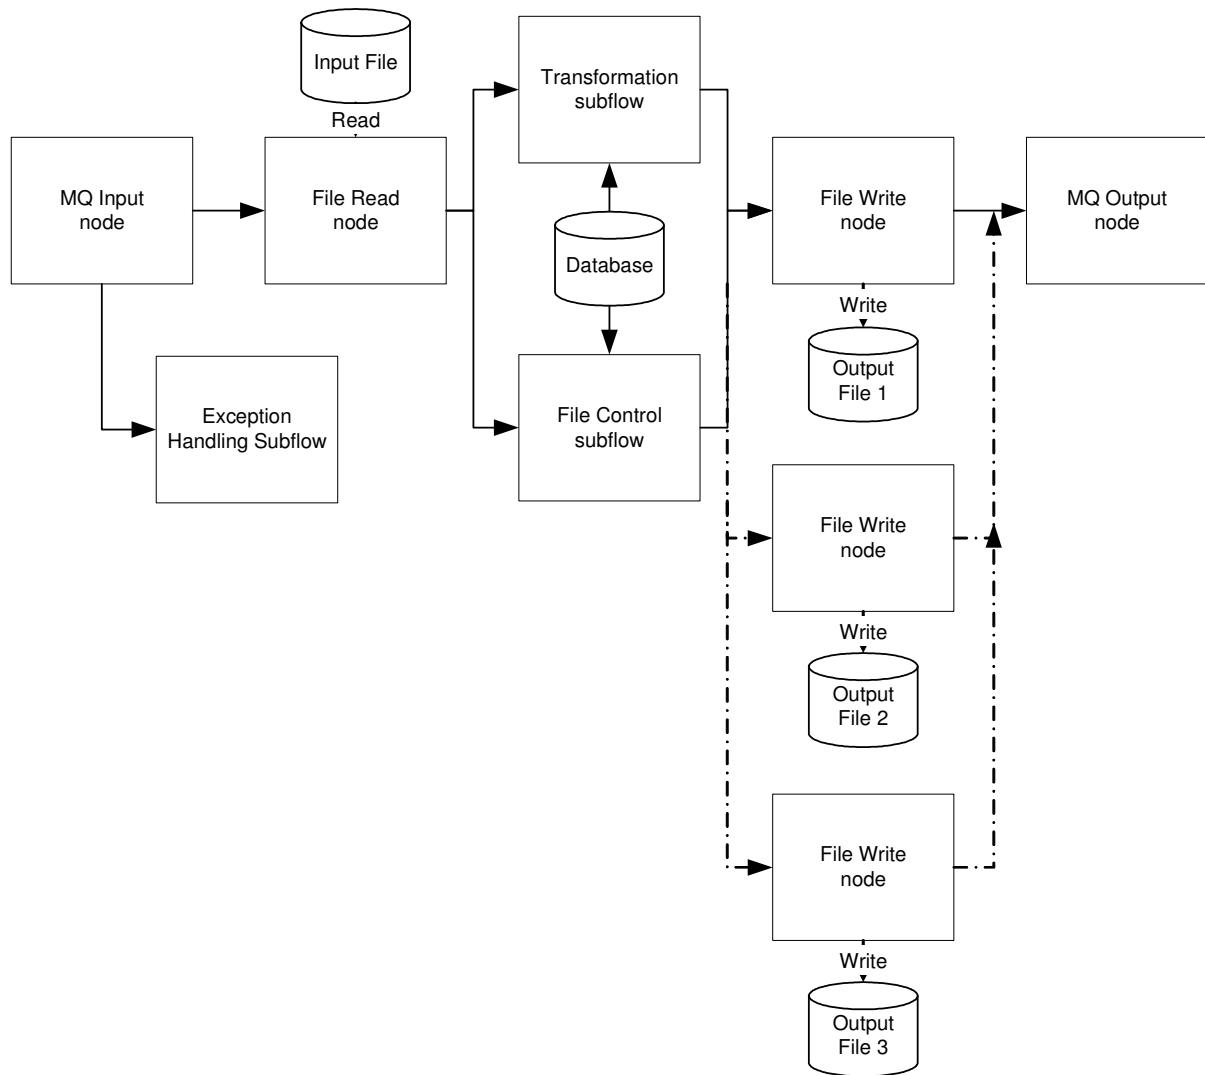 Input File
Read
Transformation
subflow
MQ Input
node
File Read
node
Database
File Write
node
MQ Output
node
Write
Output
File 1
Exception
Handling Subflow
File Control
subflow
File Write
node
Write
Output
File 2
File Write
node
Write
Output
File 3